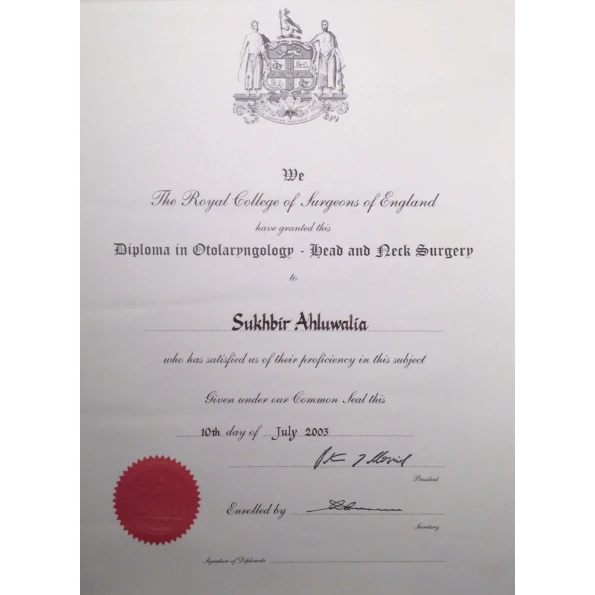 We
The Royal College of Surgeons of England
have granted this
Diploma in Otolaryngology - Head and Neck Surgery
to
Sukhbir Ahluwalia
who has satisfied us of their proficiency in this subject
Given under our Common Seal this
10th day of July 2003
President
Enrolled by
Secretary
Signature of Diplomate